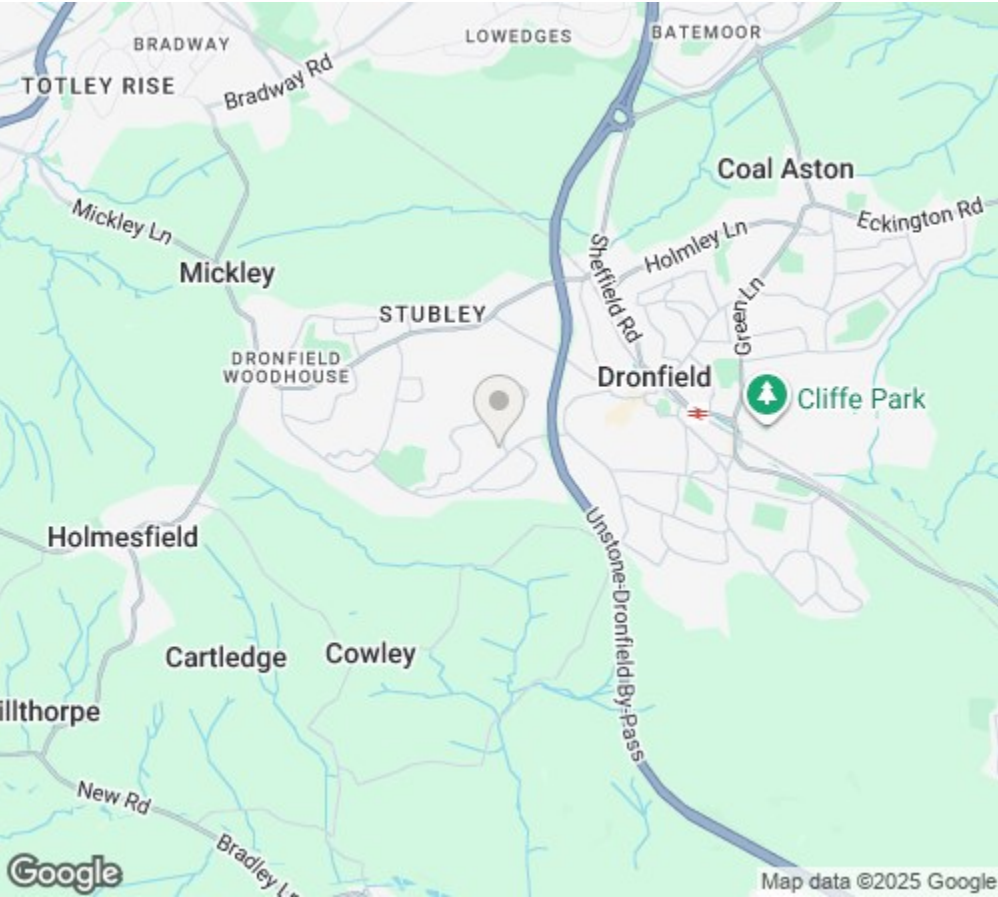 BRADWAY
LOWEDGES
BATEMOOR
TOTLEY RISE
Bradway Rd
Coal Aston
Mickley Ln
Eckington Rd
Holmley Ln
Sheffield Rd
Mickley
Green Ln
STUBLEY
DRONFIELD
WOODHOUSE
Dronfield
Cliffe Park
Holmesfield
Unstone-Dronfield By-Pass
Cartledge
Cowley
illthorpe
New Rd
Bradley Ln
Google
Map data ©2025 Google